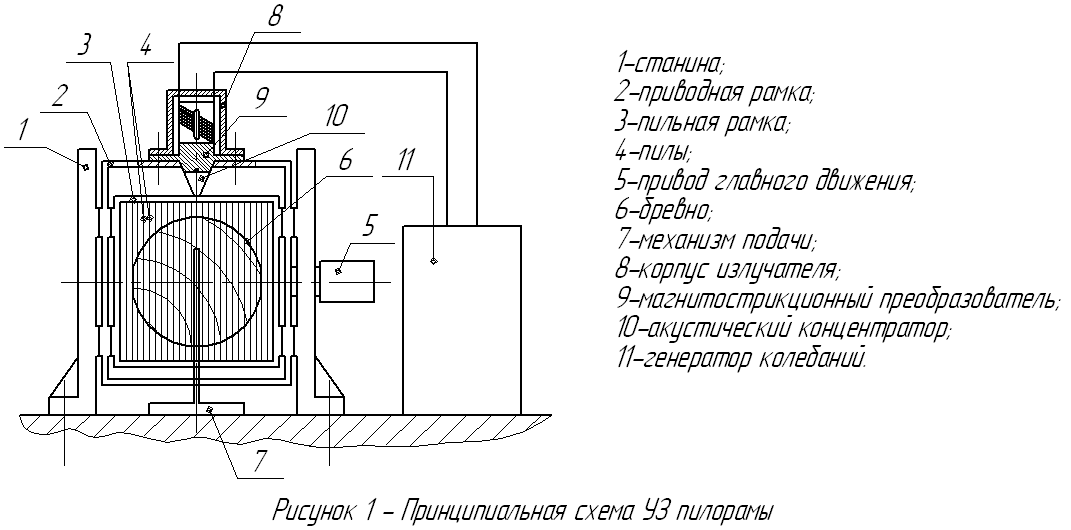 8
3
4
2
9
10
1
6
11
5
7
1-станина;
2-приводная рамка;
3-пильная рамка;
4-пилы;
5-привод главного движения;
6-бревно;
7-механизм подачи;
8-корпус излучателя;
9-магнитострикционный преобразователь;
10-акустический концентратор;
11-генератор колебаний.
Рисунок 1 - Принципиальная схема УЗ пилорамы